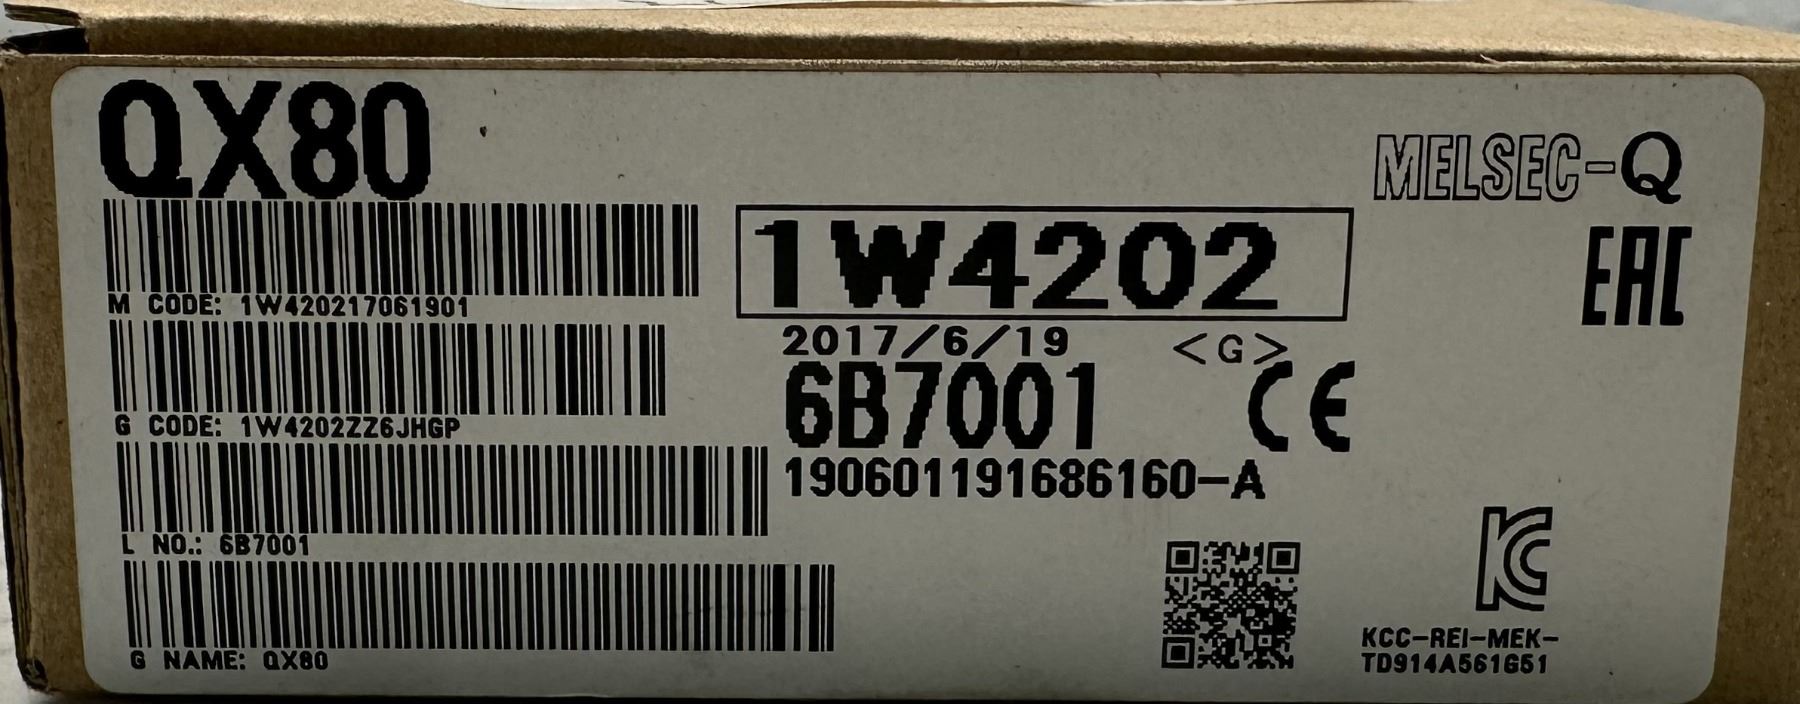 QX80
MELSEC-Q
1W4202
EAC
M CODE: 1W420217061901
2017/6/19 <G>
6B7001 CE
G CODE: 1W4202ZZ6JHGP
190601191686160-A
L NO.: 6B7001
KC
G NAME: QX80
KCC-REI-MEK-
TD914A561G51